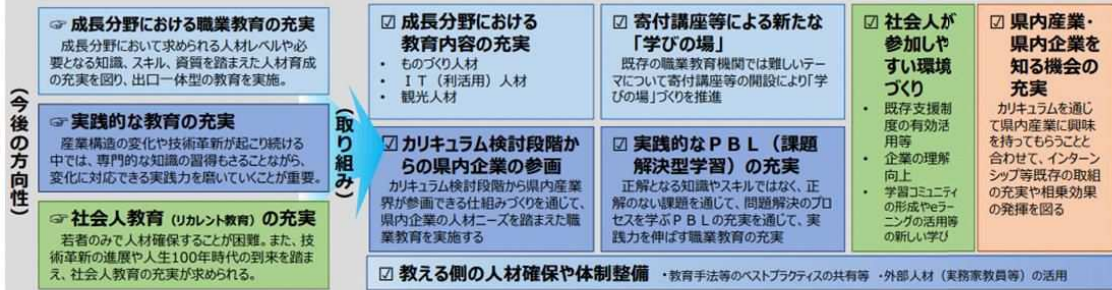 (今後の方向性)
☞ 成長分野における職業教育の充実
成長分野において求められる人材レベルや必
要となる知識、スキル、資質を踏まえた人材育成
の充実を図り、出口一体型の教育を実施。
☞ 実践的な教育の充実
産業構造の変化や技術革新が起こり続ける
中では、専門的な知識の習得もさることながら、
変化に対応できる実践力を磨いていくことが重要。
☞ 社会人教育(リカレント教育)の充実
若者のみで人材確保することが困難。また、技
術革新の進展や人生100年時代の到来を踏ま
え、社会人教育の充実が求められる。
(取り組み)
☑ 成長分野における
教育内容の充実
・ ものづくり人材
・ IT(利活用)人材
・ 観光人材
☑ 寄付講座等による新たな
「学びの場」
既存の職業教育機関では難しいテー
マについて寄付講座等の開設により「学
びの場」づくりを推進
☑ カリキュラム検討段階か
らの県内企業の参画
カリキュラム検討段階から県内産業
界が参画できる仕組みづくりを通じて、
県内企業の人材ニーズを踏まえた職
業教育を実施する
☑ 実践的なPBL(課題
解決型学習)の充実
正解となる知識やスキルではなく、正
解のない課題を通じて、問題解決のプ
ロセスを学ぶPBLの充実を通じて、実
践力を伸ばす職業教育の充実
☑ 社会人が
参加しや
すい環境
づくり
・ 既存支援制
度の有効活
用等
・ 企業の理解
向上
・ 学習コミュニティ
の形成やeラー
ニングの活用等
の新しい学び
☑ 県内産業・
県内企業を
知る機会の
充実
カリキュラムを通じ
て県内産業に興味
を持ってもらうことと
合わせて、インターン
シップ等既存の取組
の充実や相乗効果
の発揮を図る
☑ 教える側の人材確保や体制整備 ・教育手法等のベストプラクティスの共有等 ・外部人材(実務家教員等)の活用